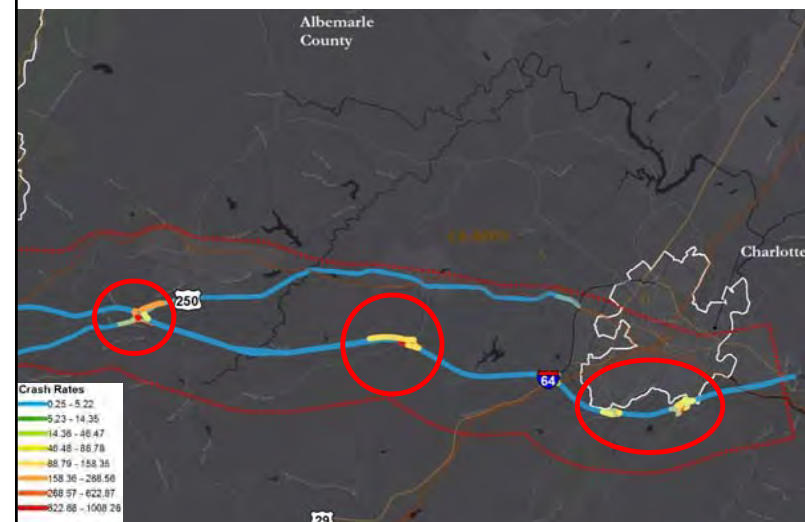 Albemarle
County
Charlotte
250
64
Crash Rates
0.25 - 5.22
5.23 - 14.35
14.36 - 46.47
46.48 - 88.78
88.79 - 158.35
158.36 - 268.56
268.57 - 622.87
622.88 - 1008.26
29